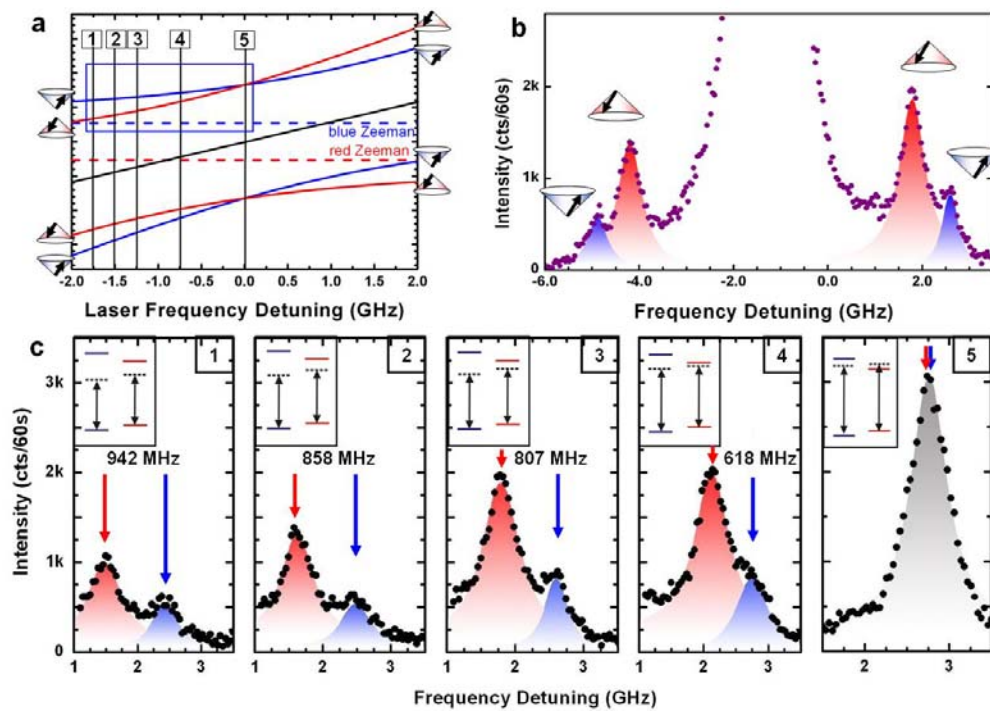 a
1 2 3 4 5
blue Zeeman
red Zeeman
-2.0 -1.5 -1.0 -0.5 0.0 0.5 1.0 1.5 2.0
Laser Frequency Detuning (GHz)
b
Intensity (cts/60s)
2k
1k
0
-6.0 -4.0 -2.0 0.0 2.0
Frequency Detuning (GHz)
c
Intensity (cts/60s)
3k
2k
1k
0
1
942 MHz
1 2 3
2
858 MHz
1 2 3
3
807 MHz
1 2 3
4
618 MHz
1 2 3
5
2 3
Frequency Detuning (GHz)